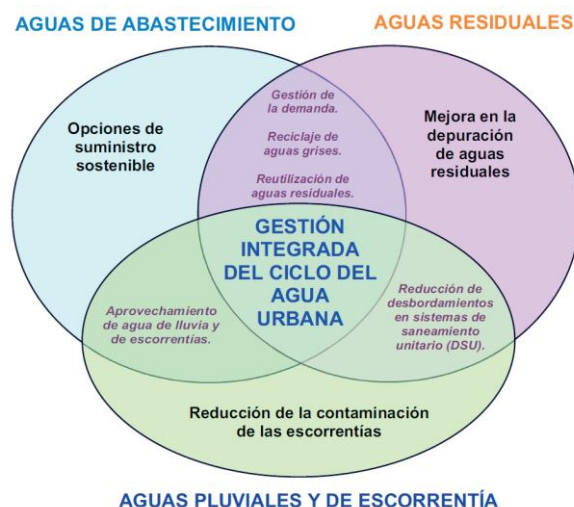 AGUAS DE ABASTECIMIENTO
AGUAS RESIDUALES
Gestión de
la demanda.
Reciclaje de
aguas grises.
Reutilización de
aguas residuales.
Opciones de
suministro
sostenible
Mejora en la
depuración
de aguas
residuales
GESTIÓN
INTEGRADA
DEL CICLO DEL
AGUA
URBANA
Aprovechamiento
de agua de lluvia y
de escorrentías.
Reducción de
desbordamientos
en sistemas de
saneamiento
unitario (DSU).
Reducción de la contaminación
de las escorrentías
AGUAS PLUVIALES Y DE ESCORRENTÍA